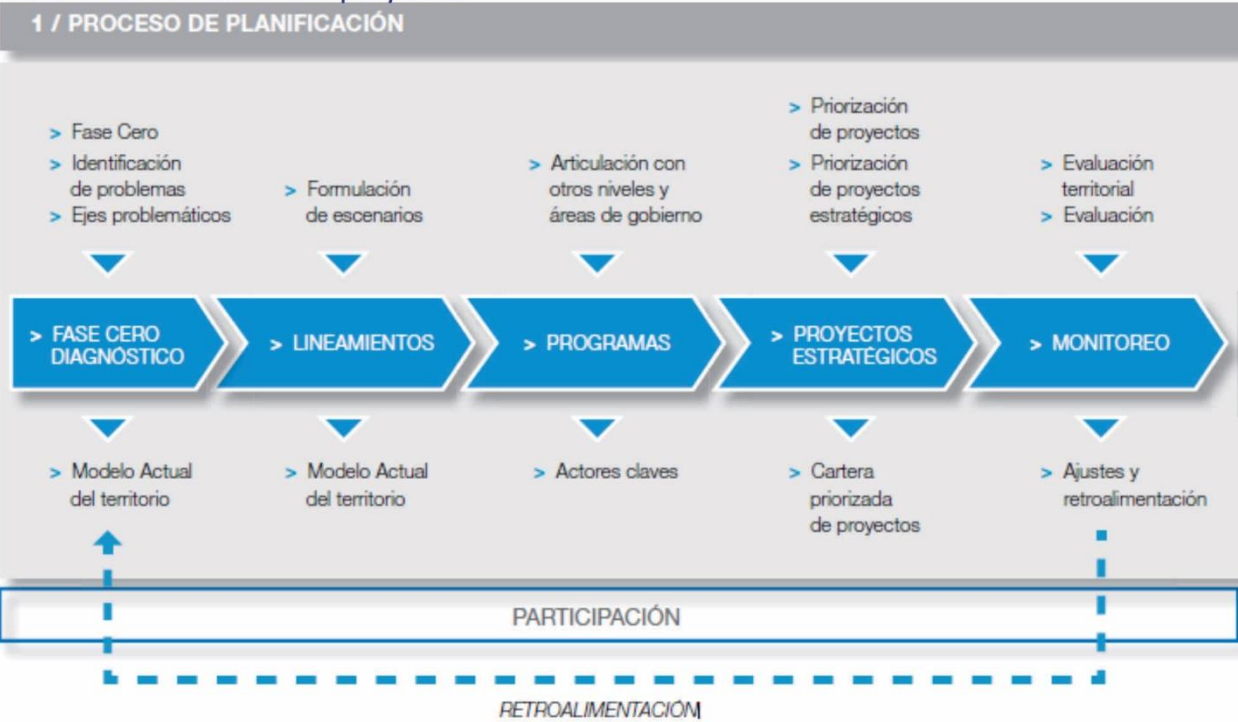 1 / PROCESO DE PLANIFICACIÓN
> Fase Cero
> Identificación
de problemas
> Ejes problemáticos
> Formulación
de escenarios
> Articulación con
otros niveles y
áreas de gobierno
> Priorización
de proyectos
> Priorización
de proyectos
estratégicos
> Evaluación
territorial
> Evaluación
> FASE CERO
DIAGNÓSTICO
> LINEAMIENTOS
> PROGRAMAS
> PROYECTOS
ESTRATÉGICOS
> MONITOREO
> Modelo Actual
del territorio
> Modelo Actual
del territorio
> Actores claves
> Cartera
priorizada
de proyectos
> Ajustes y
retroalimentación
PARTICIPACIÓN
RETROALIMENTACIÓN